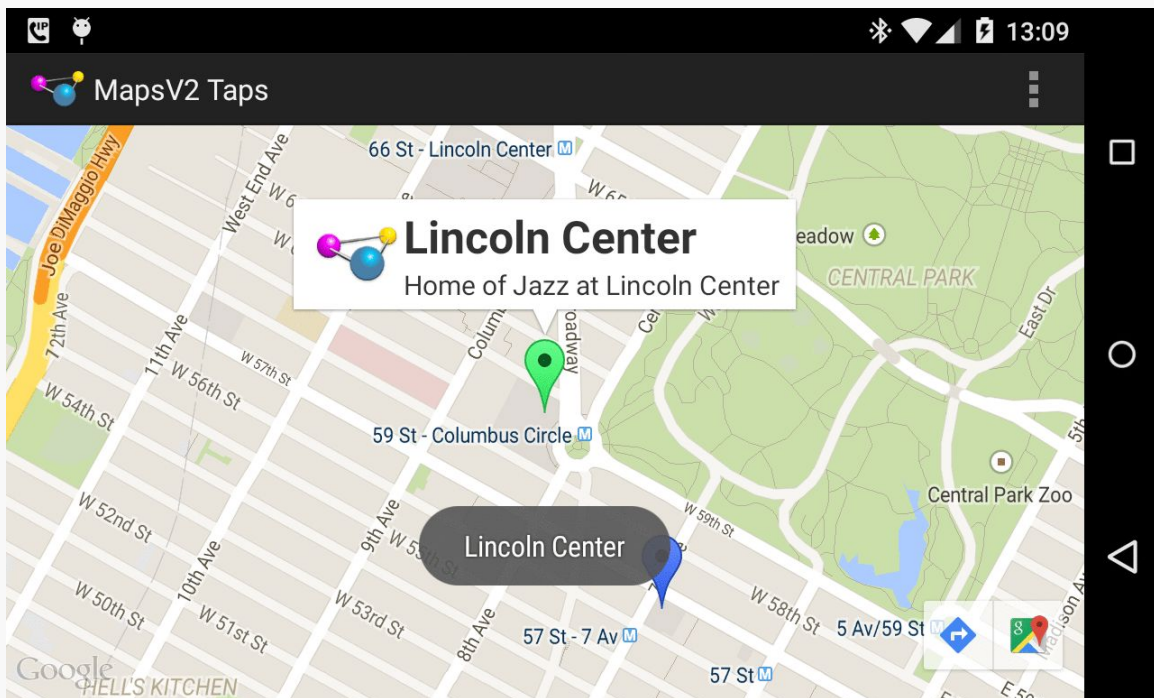 IP
13:09
MapsV2 Taps
66 St - Lincoln Center M
Joe DiMaggio Hwy
West End Ave
Lincoln Center
Home of Jazz at Lincoln Center
CENTRAL PARK
East Dr
12th Ave
11th Ave
W 57th St
W 56th St
W 54th St
59 St - Columbus Circle M
Central Park Zoo
W 59th St
W 52nd St
9th Ave
Lincoln Center
10th Ave
W 50th St
W 51st St
W 53rd St
8th Ave
57 St - 7 Av M
W 58th St
5 Av/59 St
g
57 St M
Google
HELL'S KITCHEN